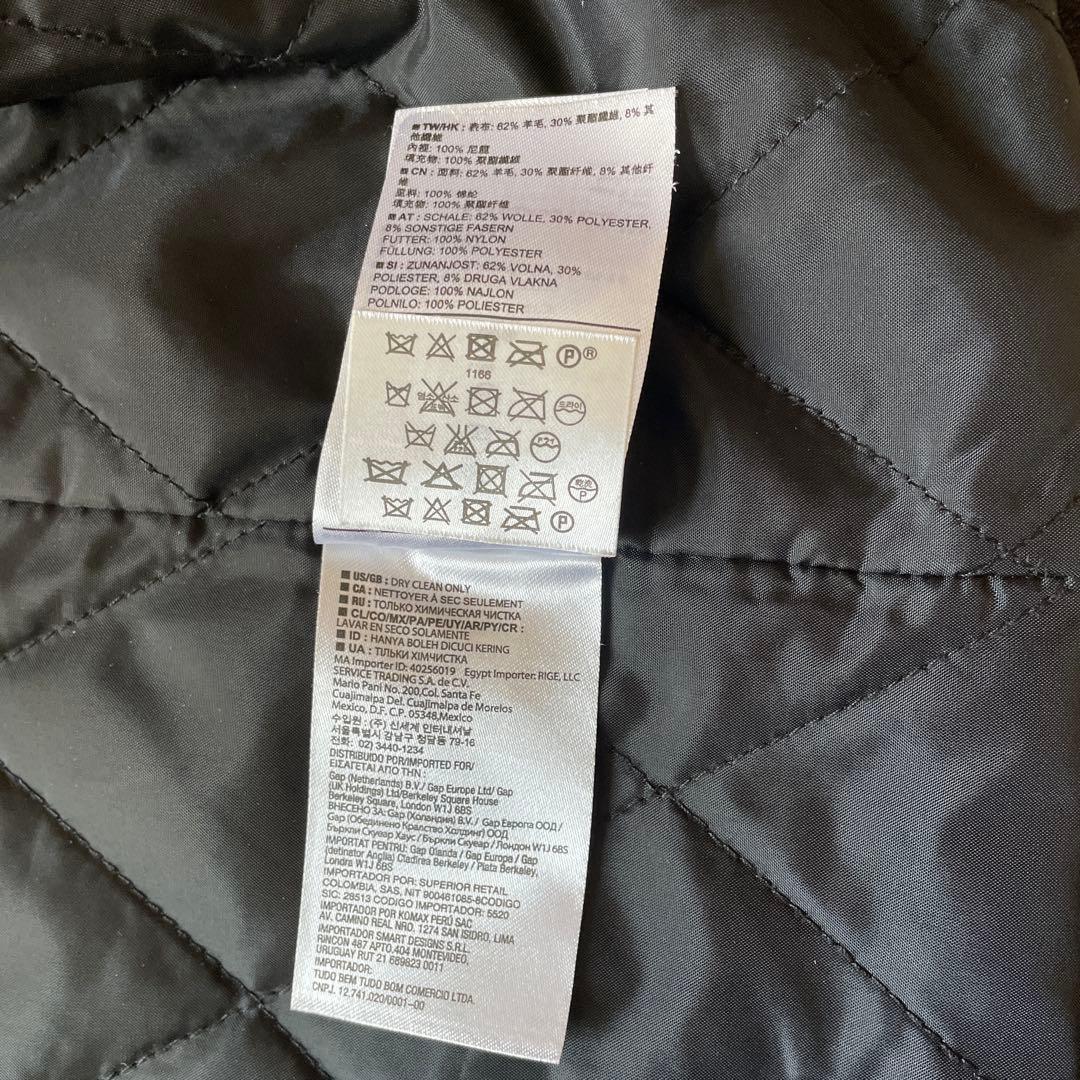 ■ TW/HK : 表布: 62% 羊毛, 30% 聚酯纖維, 8% 其
他纖維
內裡: 100% 尼龍
填充物: 100% 聚酯纖維
■ CN : 面料: 62% 羊毛, 30% 聚酯纤维, 8% 其他纤
维
里料: 100% 锦纶
填充物: 100% 聚酯纤维
■ AT : SCHALE: 62% WOLLE, 30% POLYESTER,
8% SONSTIGE FASERN
FUTTER: 100% NYLON
FÜLLUNG: 100% POLYESTER
■ SI : ZUNANJOST: 62% VOLNA, 30%
POLIESTER, 8% DRUGA VLAKNA
PODLOGE: 100% NAJLON
POLNILO: 100% POLIESTER
P ®
1166
염소 산소
표백
드라이
P
P
■ US/GB : DRY CLEAN ONLY
■ CA : NETTOYER À SEC SEULEMENT
■ RU : ТОЛЬКО ХИМИЧЕСКАЯ ЧИСТКА
■ CL/CO/MX/PA/PE/UY/AR/PY/CR :
LAVAR EN SECO SOLAMENTE
■ ID : HANYA BOLEH DICUCI KERING
■ UA : ТІЛЬКИ ХІМЧИСТКА
MA Importer ID: 40256019 Egypt Importer: RIGE, LLC
SERVICE TRADING S.A. de C.V.
Mario Pani No. 200,Col. Santa Fe
Cuajimalpa Del. Cuajimalpa de Morelos
Mexico, D.F. C.P. 05348,Mexico
수입원 : (주) 신세계 인터내셔날
서울특별시 강남구 청담동 79-16
전화: 02) 3440-1234
DISTRIBUIDO POR/IMPORTED FOR/
ΕΙΣΑΓΕΤΑΙ ΑΠΟ ΤΗΝ :
Gap (Netherlands) B.V./ Gap Europe Ltd/ Gap
(UK Holdings) Ltd/Berkeley Square House
Berkeley Square, London W1J 6BS
ВНЕСЕНО ЗА: Gap (Холандия) B.V./ Gap Европа ООД /
Gap (Обединено Кралство Холдинг) ООД
Бъркли Скуеар Хаус / Бъркли Скуеар / Лондон W1J 6BS
IMPORTAT PENTRU: Gap Olanda / Gap Europa / Gap
(detinator Anglia) Cladirea Berkeley / Piata Berkeley,
Londra W1J 6BS
IMPORTADOR POR: SUPERIOR RETAIL
COLOMBIA, SAS, NIT 900461085-8CODIGO
SIC: 28513 CODIGO IMPORTADOR: 5520
IMPORTADOR POR KOMAX PERÚ SAC
AV. CAMINO REAL NRO. 1274 SAN ISIDRO, LIMA
IMPORTADOR SMART DESIGNS S.R.L.
RINCON 487 APTO.404 MONTEVIDEO,
URUGUAY RUT 21 689823 0011
IMPORTADOR:
TUDO BEM TUDO BOM COMERCIO LTDA.
CNPJ. 12.741.020/0001-00